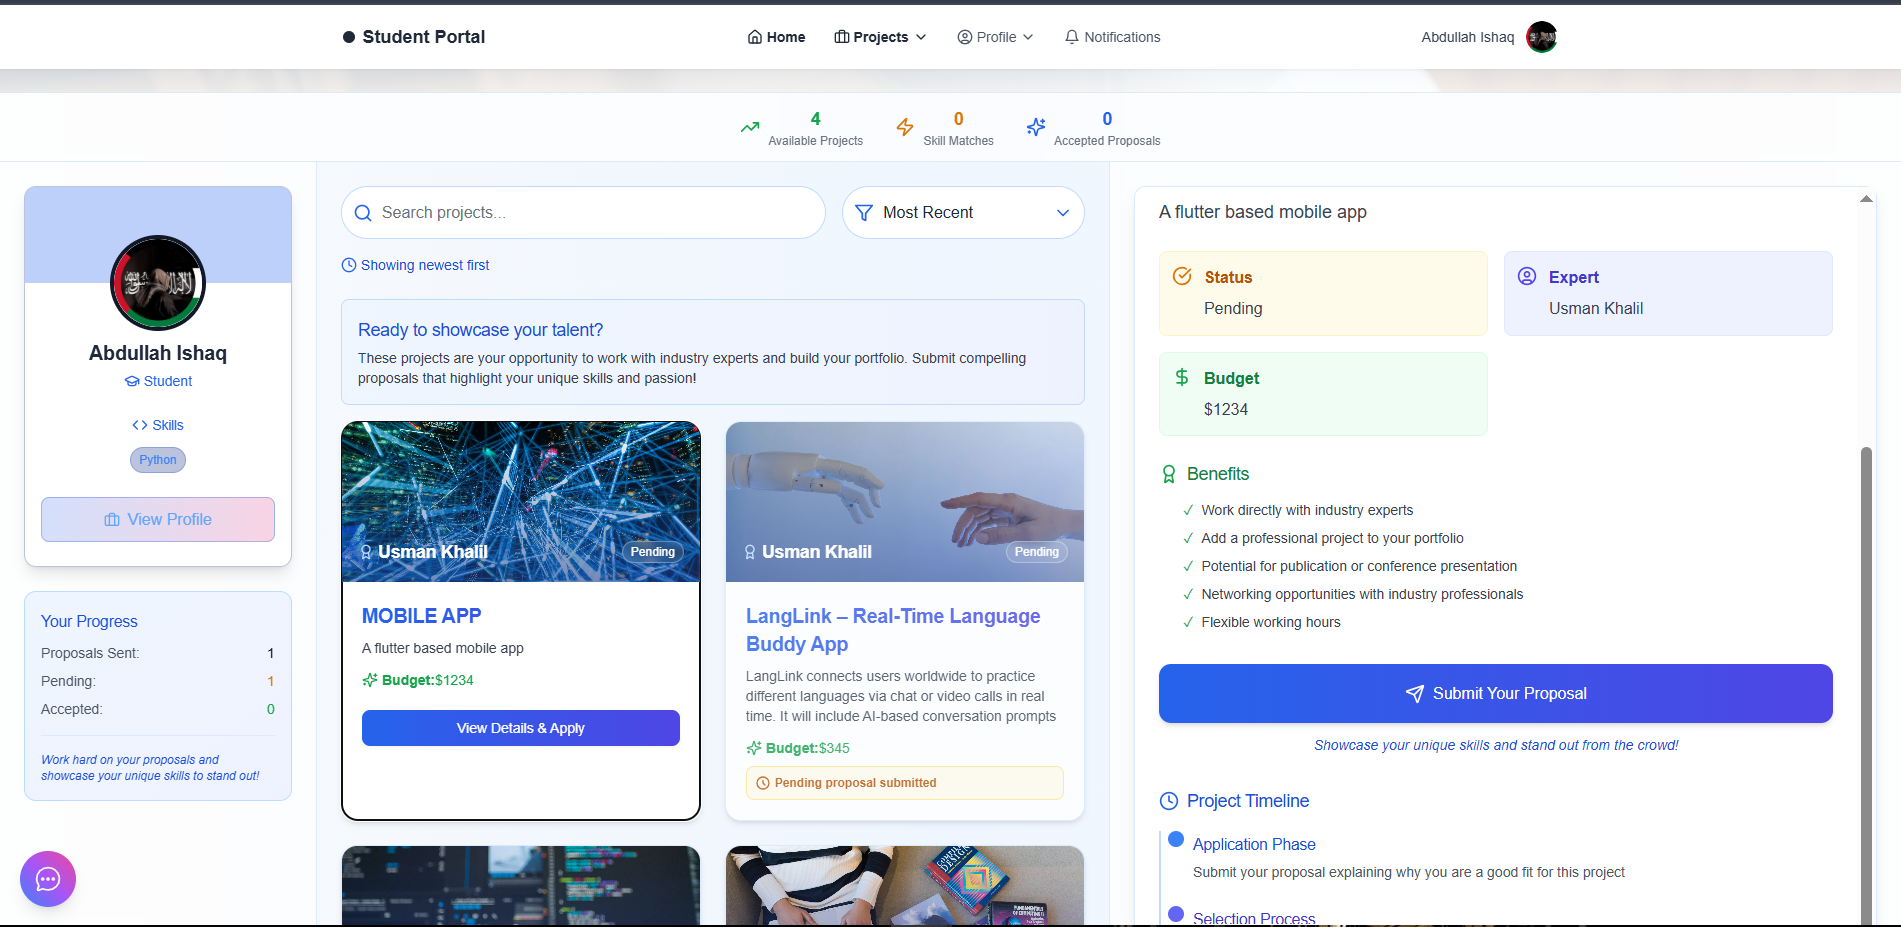 Student Portal
Home
Projects
Profile
Notifications
Abdullah Ishaq
4
Available Projects
0
Skill Matches
0
Accepted Proposals
Abdullah Ishaq
Student
Skills
Python
View Profile
Your Progress
Proposals Sent: 1
Pending: 1
Accepted: 0
Work hard on your proposals and
showcase your unique skills to stand out!
Search projects...
Most Recent
Showing newest first
Ready to showcase your talent?
These projects are your opportunity to work with industry experts and build your portfolio. Submit compelling
proposals that highlight your unique skills and passion!
Usman Khalil
Pending
MOBILE APP
A flutter based mobile app
Budget:$1234
View Details & Apply
Usman Khalil
Pending
LangLink – Real-Time Language
Buddy App
LangLink connects users worldwide to practice
different languages via chat or video calls in real
time. It will include AI-based conversation prompts
Budget:$345
Pending proposal submitted
A flutter based mobile app
Status
Pending
Expert
Usman Khalil
Budget
$1234
Benefits
✓ Work directly with industry experts
✓ Add a professional project to your portfolio
✓ Potential for publication or conference presentation
✓ Networking opportunities with industry professionals
✓ Flexible working hours
Submit Your Proposal
Showcase your unique skills and stand out from the crowd!
Project Timeline
Application Phase
Submit your proposal explaining why you are a good fit for this project
Selection Process